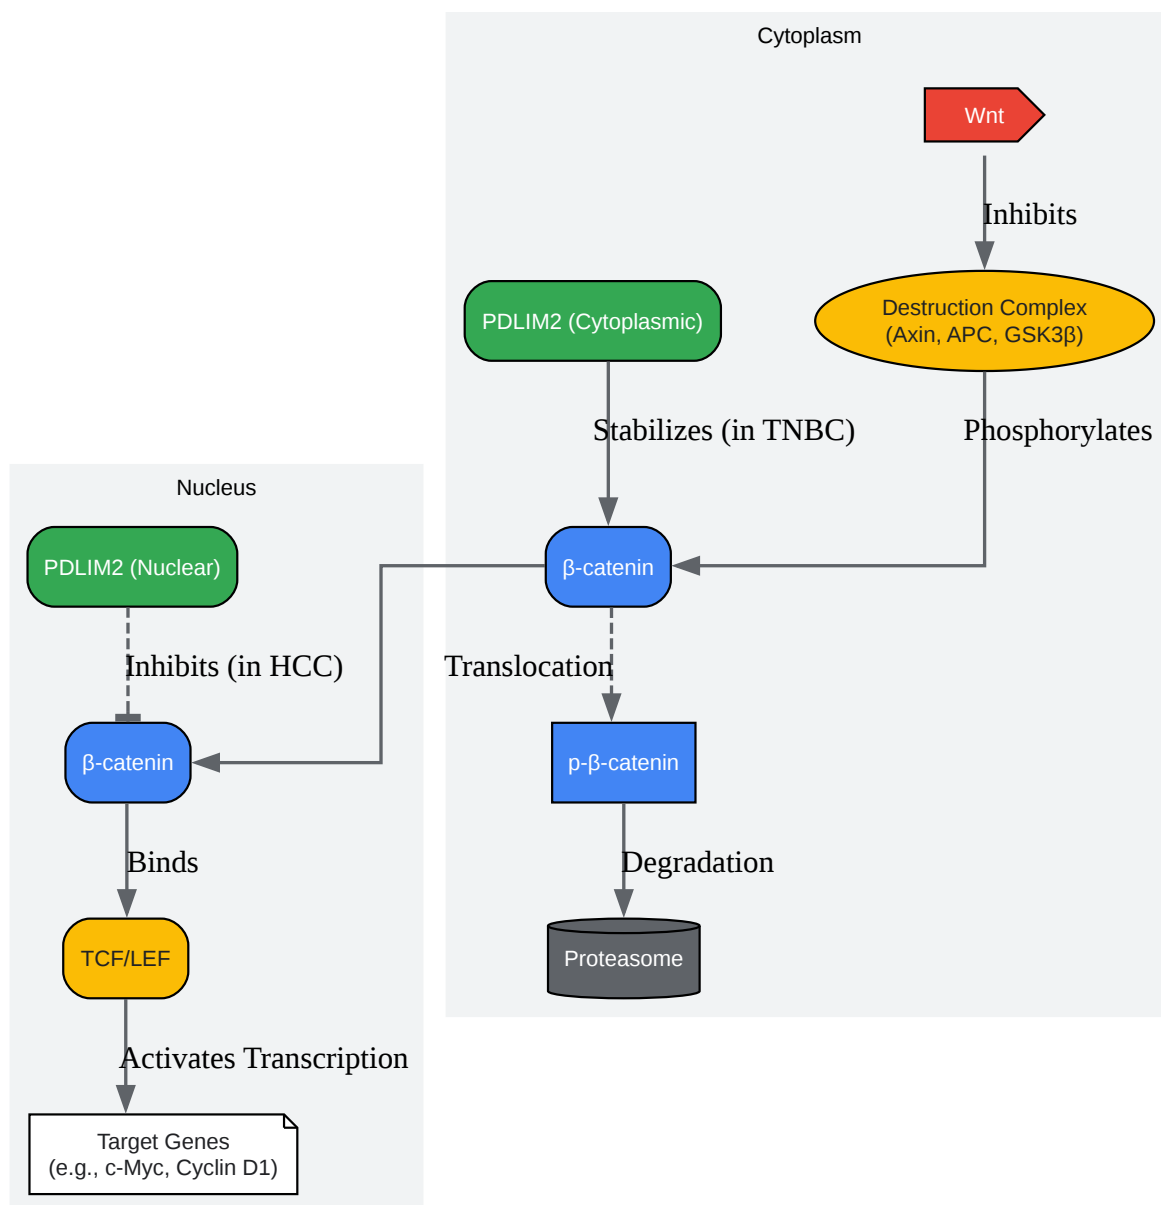 Cytoplasm
Wnt
Inhibits
PDLIM2 (Cytoplasmic)
Destruction Complex
(Axin, APC, GSK3β)
Stabilizes (in TNBC)
Phosphorylates
Nucleus
PDLIM2 (Nuclear)
β-catenin
Inhibits (in HCC)
Translocation
β-catenin
p-β-catenin
Binds
Degradation
TCF/LEF
Proteasome
Activates Transcription
Target Genes
(e.g., c-Myc, Cyclin D1)